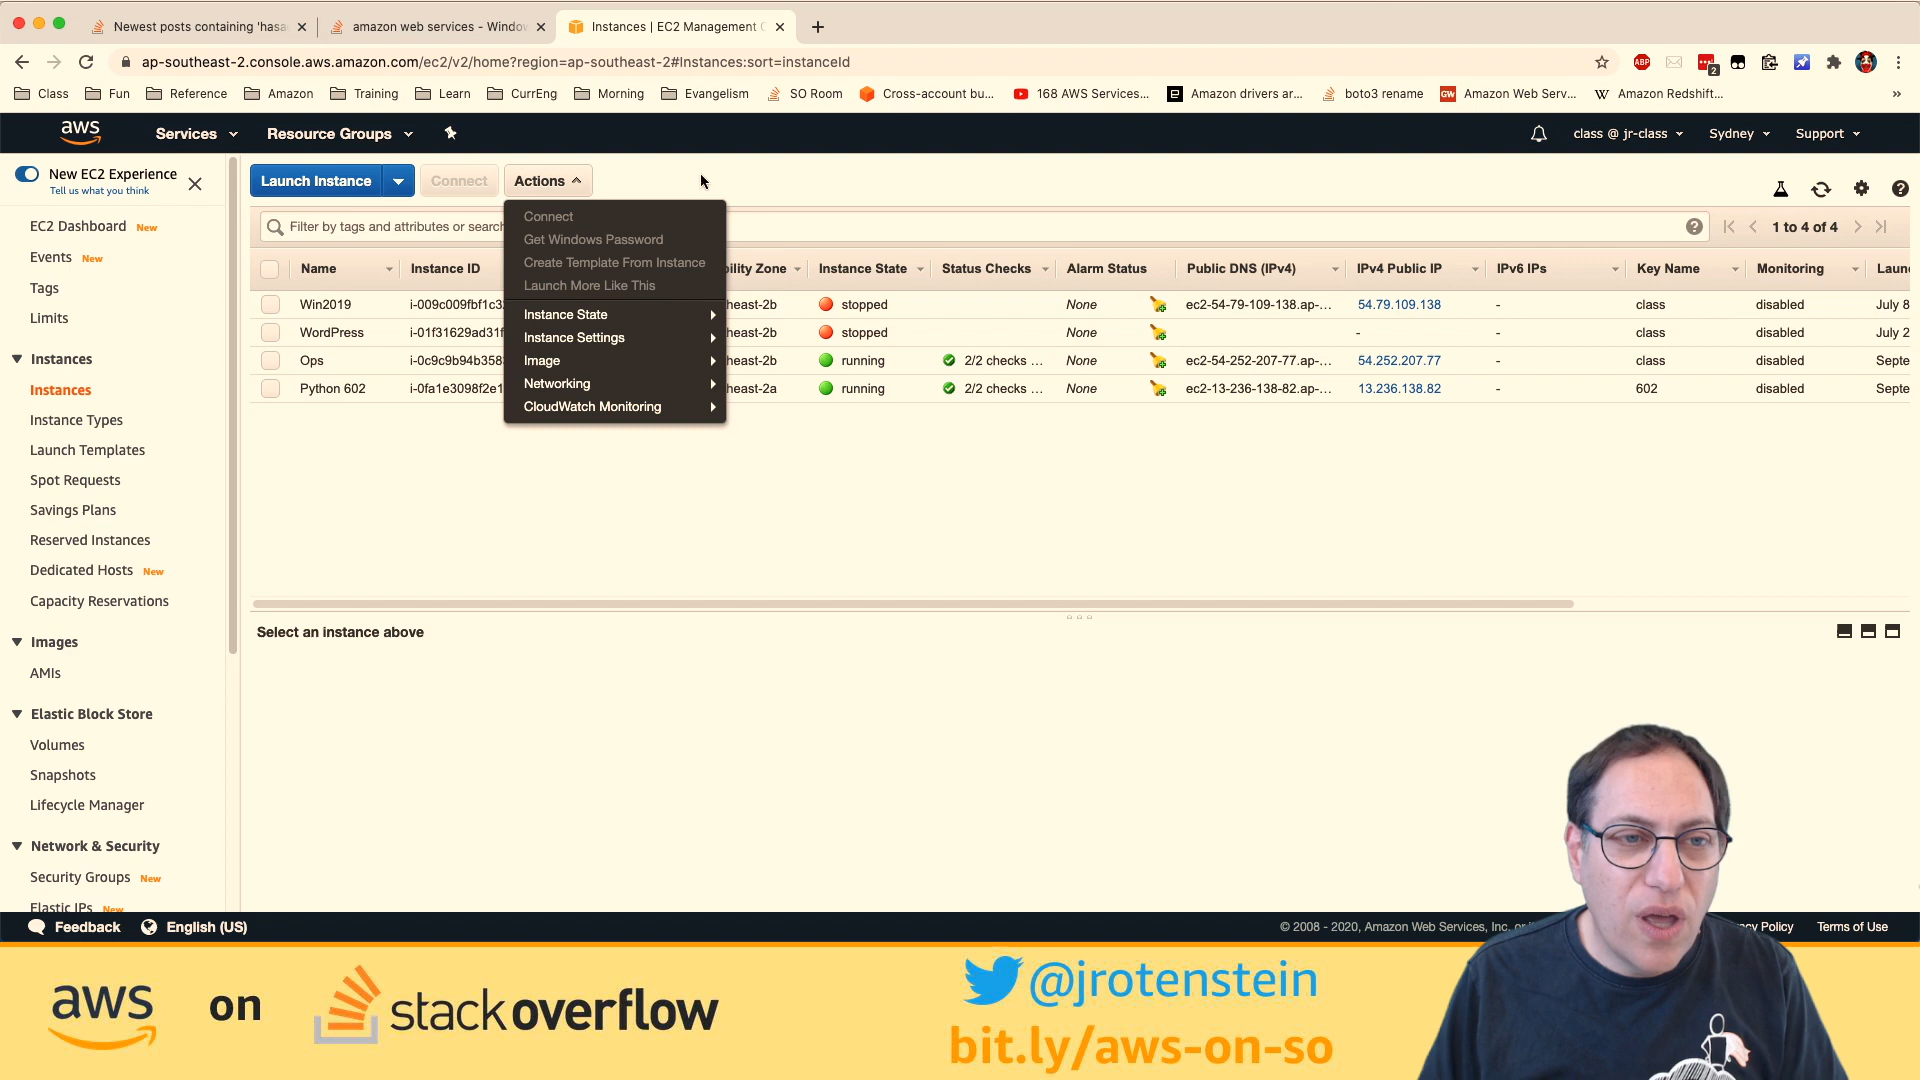 Newest posts containing 'hasa
amazon web services - Window
Instances | EC2 Management C
ap-southeast-2.console.aws.amazon.com/ec2/v2/home?region=ap-southeast-2#Instances:sort=instanceId
ABP
2
Class
Fun
Reference
Amazon
Training
Learn
CurrEng
Morning
Evangelism
SO Room
Cross-account bu...
168 AWS Services...
Amazon drivers ar...
boto3 rename
GW
Amazon Web Serv...
W
Amazon Redshift...
»
aws
Services
Resource Groups
class @ jr-class
Sydney
Support
New EC2 Experience
Tell us what you think
EC2 Dashboard New
Events New
Tags
Limits
Instances
Instances
Instance Types
Launch Templates
Spot Requests
Savings Plans
Reserved Instances
Dedicated Hosts New
Capacity Reservations
Images
AMIs
Elastic Block Store
Volumes
Snapshots
Lifecycle Manager
Network & Security
Security Groups New
Elastic IPs New
Launch Instance
Connect
Actions
Connect
Get Windows Password
Create Template From Instance
Launch More Like This
Instance State
Instance Settings
Image
Networking
CloudWatch Monitoring
Filter by tags and attributes or search
1 to 4 of 4
Name Instance ID bility Zone Instance State Status Checks Alarm Status Public DNS (IPv4) IPv4 Public IP IPv6 IPs Key Name Monitoring Laun
Win2019 i-009c009fbf1c3 heast-2b stopped None ec2-54-79-109-138.ap-... 54.79.109.138 - class disabled July 8
WordPress i-01f31629ad31f heast-2b stopped None - - class disabled July 2
Ops i-0c9c9b94b358 heast-2b running 2/2 checks ... None ec2-54-252-207-77.ap-... 54.252.207.77 - class disabled Septe
Python 602 i-0fa1e3098f2e1 heast-2a running 2/2 checks ... None ec2-13-236-138-82.ap-... 13.236.138.82 - 602 disabled Septe
Select an instance above
Feedback
English (US)
© 2008 - 2020, Amazon Web Services, Inc. or
cy Policy
Terms of Use
aws on stackoverflow
@jrotenstein
bit.ly/aws-on-so